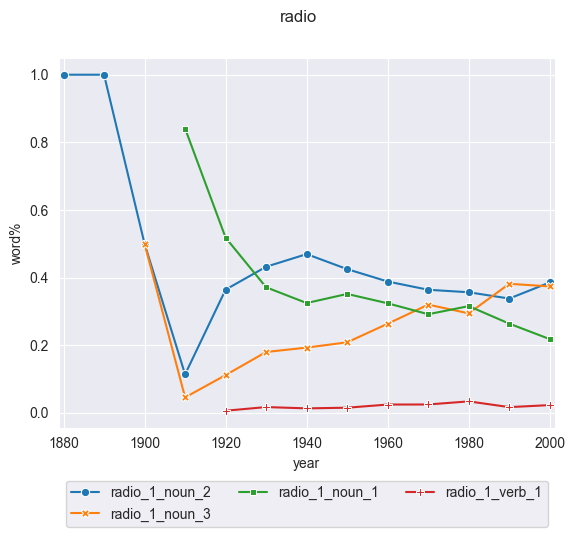 radio
1.0
0.8
0.6
0.4
0.2
0.0
word%
1880 1900 1920 1940 1960 1980 2000
year
radio_1_noun_2 radio_1_noun_1 radio_1_verb_1
radio_1_noun_3